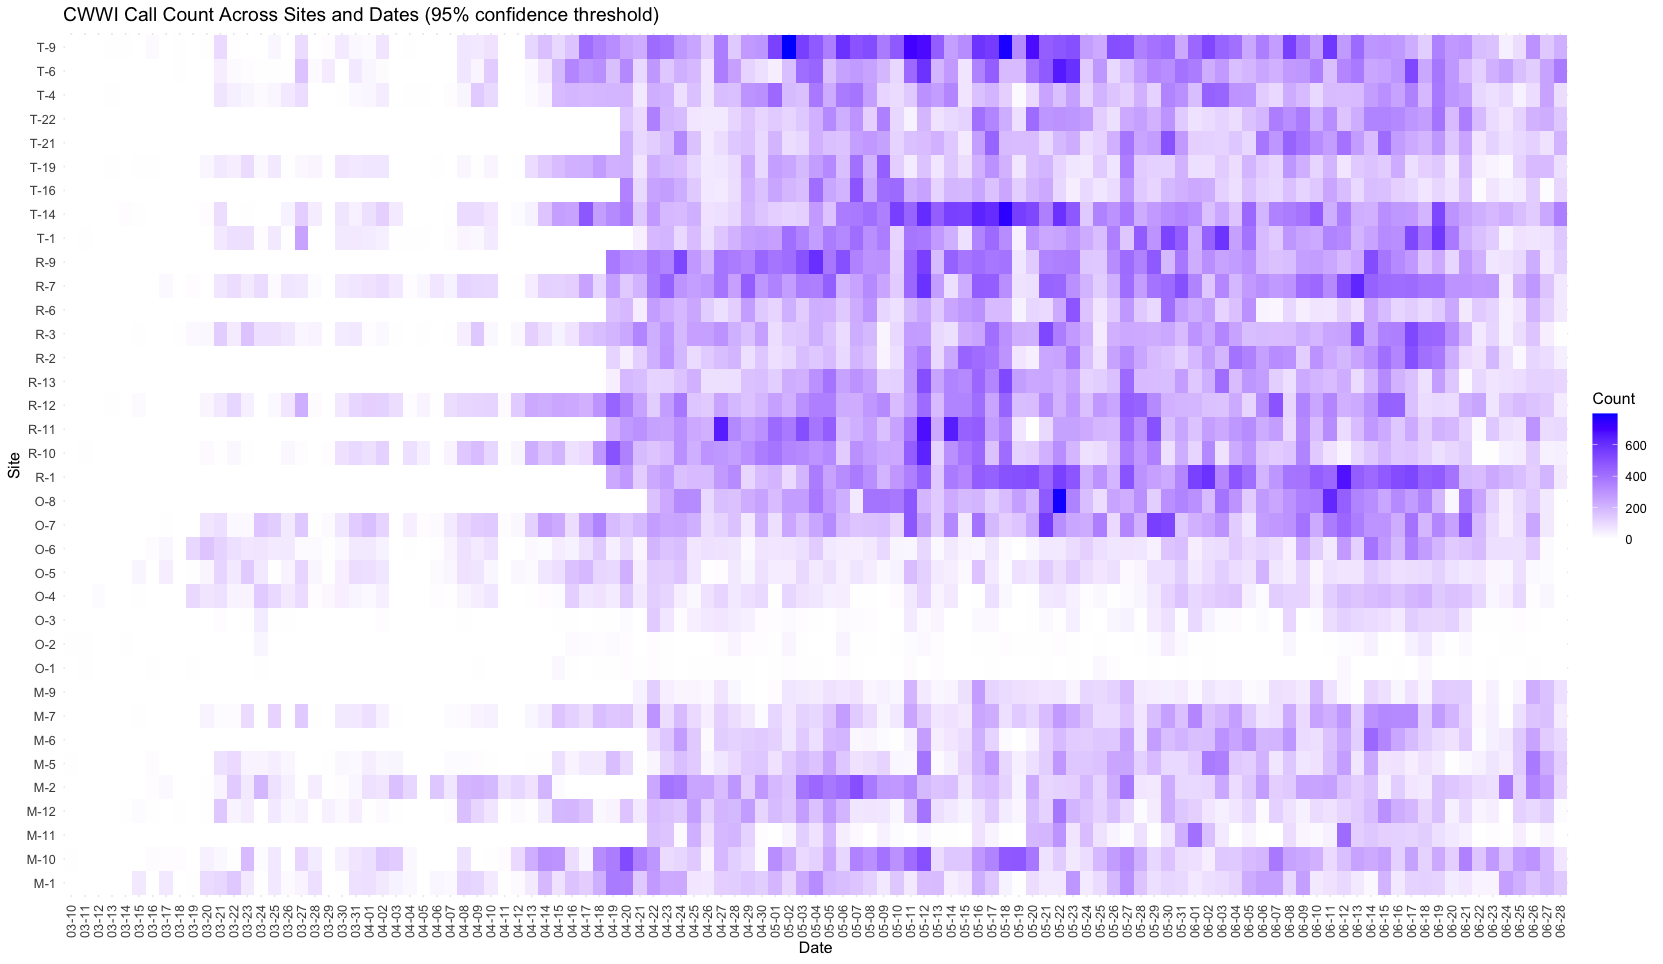 CWWI Call Count Across Sites and Dates (95% confidence threshold)
Site
T-9
T-6
T-4
T-22
T-21
T-19
T-16
T-14
T-1
R-9
R-7
R-6
R-3
R-2
R-13
R-12
R-11
R-10
R-1
O-8
O-7
O-6
O-5
O-4
O-3
O-2
O-1
M-9
M-7
M-6
M-5
M-2
M-12
M-11
M-10
M-1
03-10
03-11
03-12
03-13
03-14
03-15
03-16
03-17
03-18
03-19
03-20
03-21
03-22
03-23
03-24
03-25
03-26
03-27
03-28
03-29
03-30
03-31
04-01
04-02
04-03
04-04
04-05
04-06
04-07
04-08
04-09
04-10
04-11
04-12
04-13
04-14
04-15
04-16
04-17
04-18
04-19
04-20
04-21
04-22
04-23
04-24
04-25
04-26
04-27
04-28
04-29
04-30
05-01
05-02
05-03
05-04
05-05
05-06
05-07
05-08
05-09
05-10
05-11
05-12
05-13
05-14
05-15
05-16
05-17
05-18
05-19
05-20
05-21
05-22
05-23
05-24
05-25
05-26
05-27
05-28
05-29
05-30
05-31
06-01
06-02
06-03
06-04
06-05
06-06
06-07
06-08
06-09
06-10
06-11
06-12
06-13
06-14
06-15
06-16
06-17
06-18
06-19
06-20
06-21
06-22
06-23
06-24
06-25
06-26
06-27
06-28
Date
Count
600
400
200
0